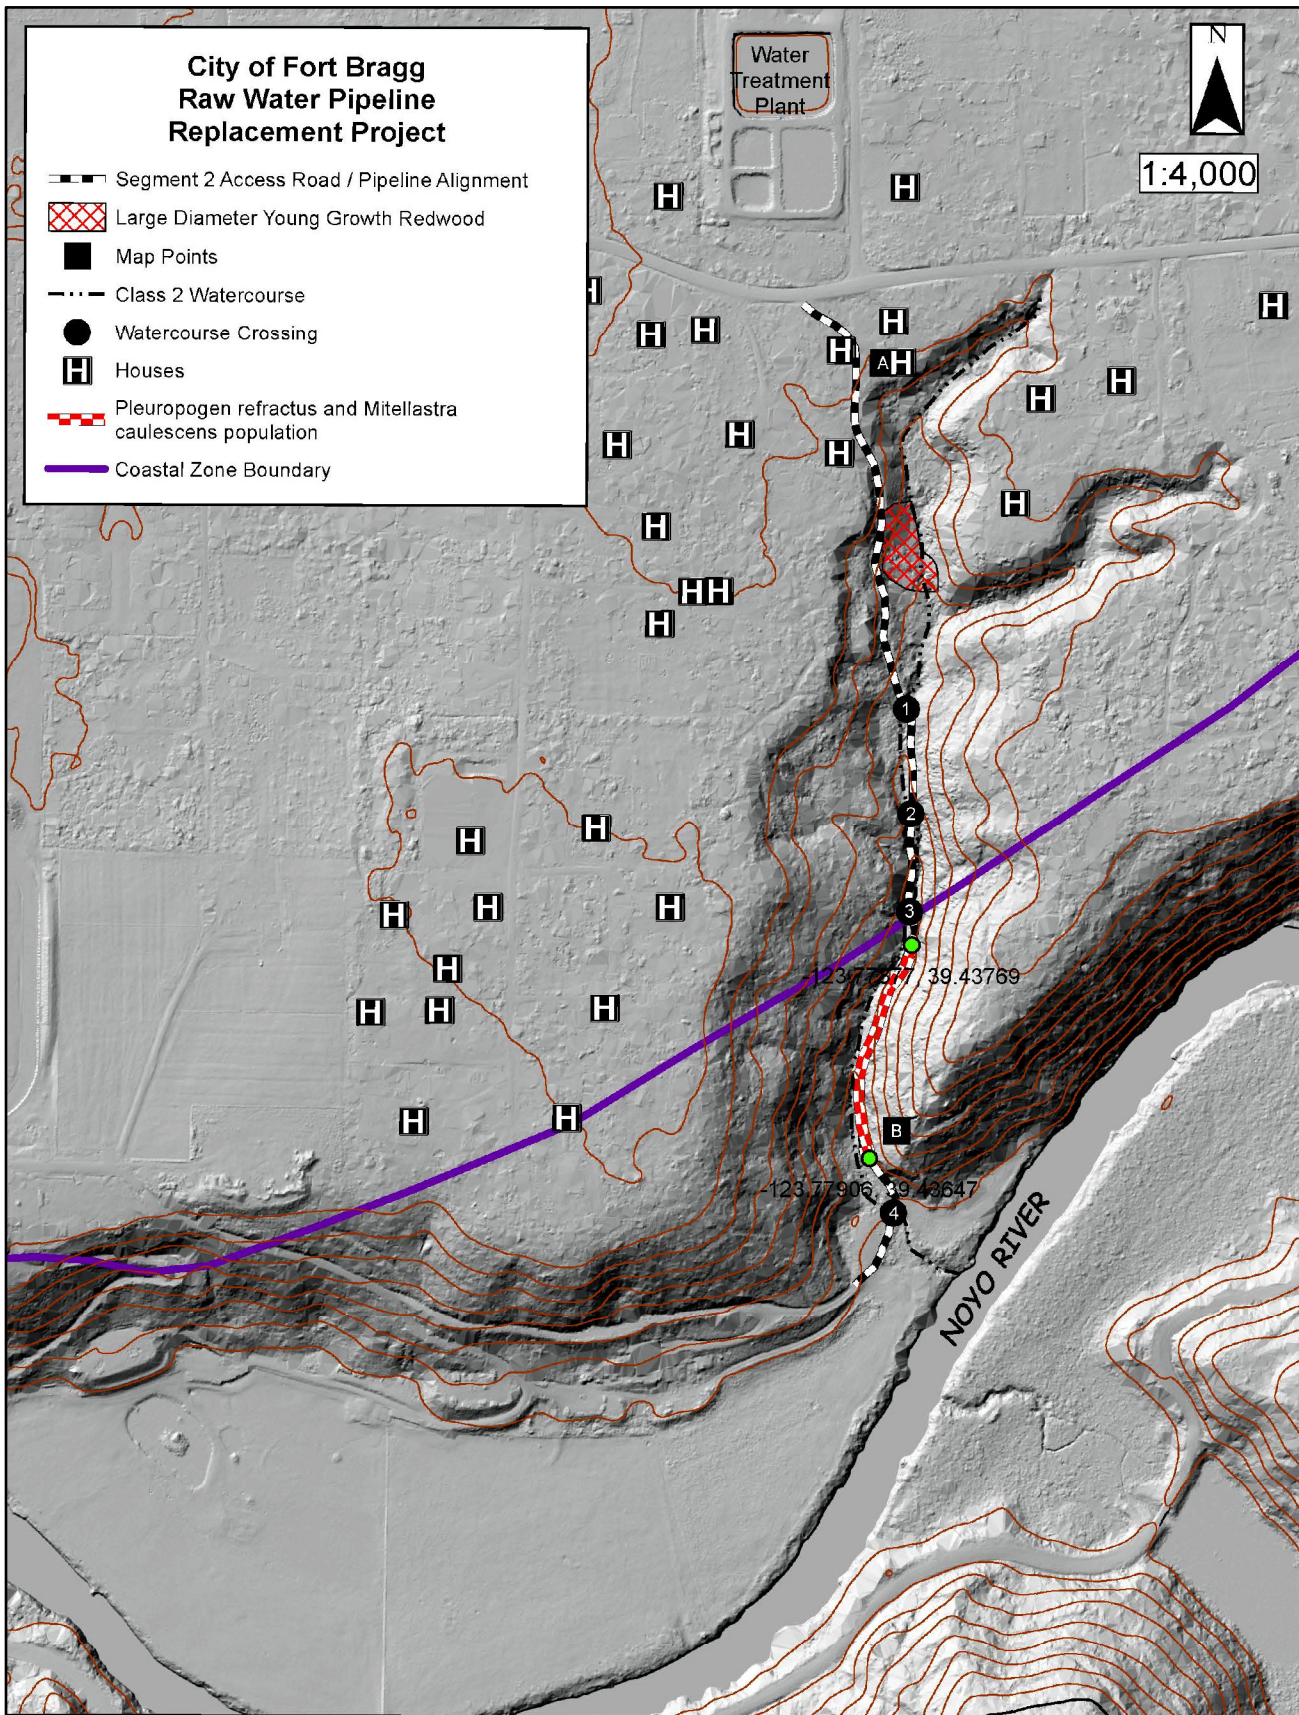 City of Fort Bragg
Raw Water Pipeline
Replacement Project
Segment 2 Access Road / Pipeline Alignment
Large Diameter Young Growth Redwood
Map Points
Class 2 Watercourse
Watercourse Crossing
H Houses
Pleuropogen refractus and Mitellastra
caulescens population
Coastal Zone Boundary
Water
Treatment
Plant
N
1:4,000
H
H
H
H
H
H
H
H
A H
H
H
H
H
H
H
H
H H
H
1
2
H
H
H
H
H
3
H
39.43769
H
H
H
H
H
B
-123.77906, 39.43647
4
NOYO RIVER